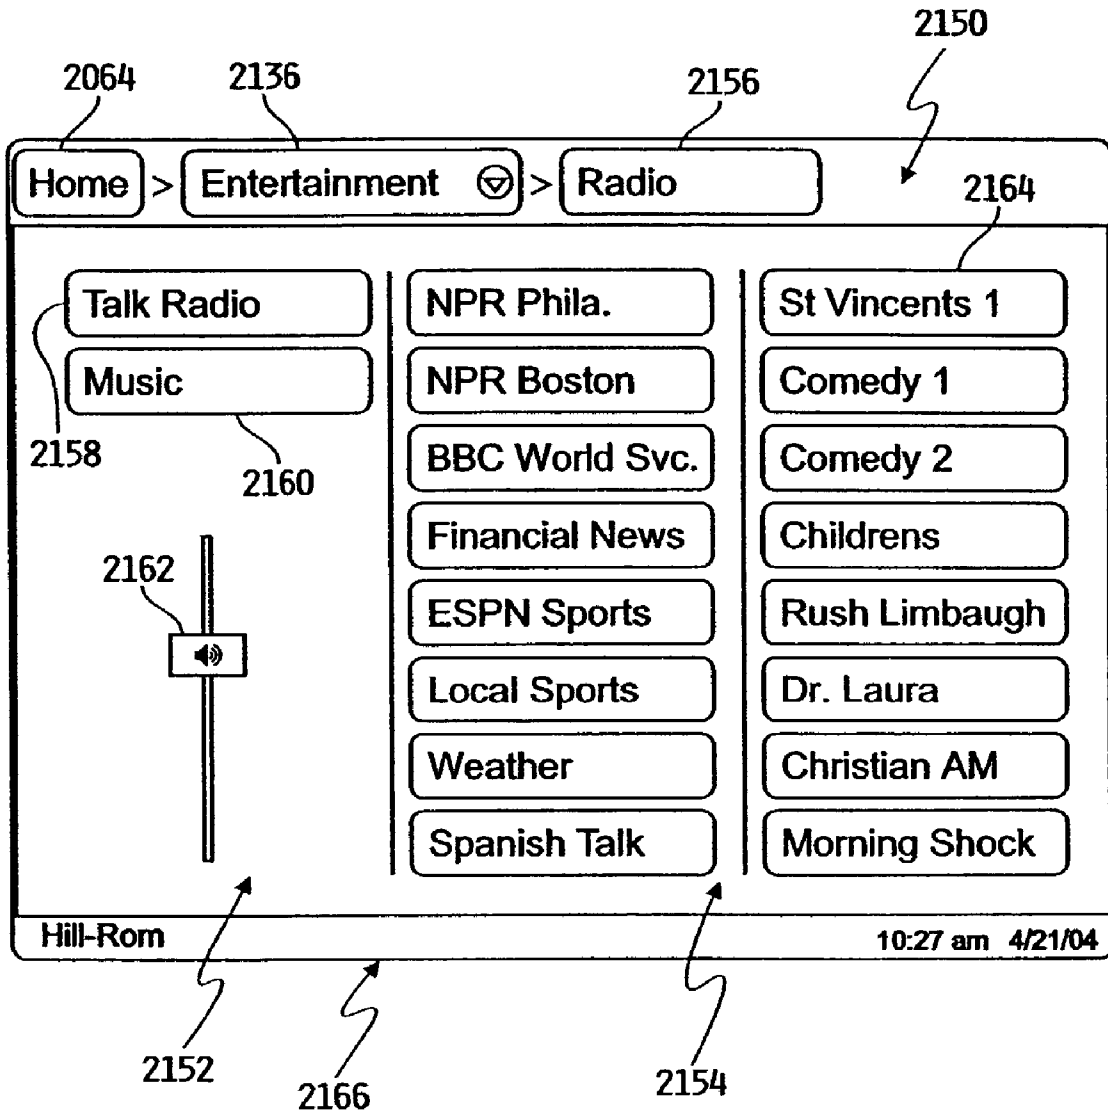 2150
2064 2136 2156
Home > Entertainment > Radio
2164
Talk Radio NPR Phila. St Vincents 1
Music NPR Boston Comedy 1
2158 2160 BBC World Svc. Comedy 2
Financial News Childrens
2162 ESPN Sports Rush Limbaugh
Local Sports Dr. Laura
Weather Christian AM
Spanish Talk Morning Shock
Hill-Rom 10:27 am 4/21/04
2152 2166 2154